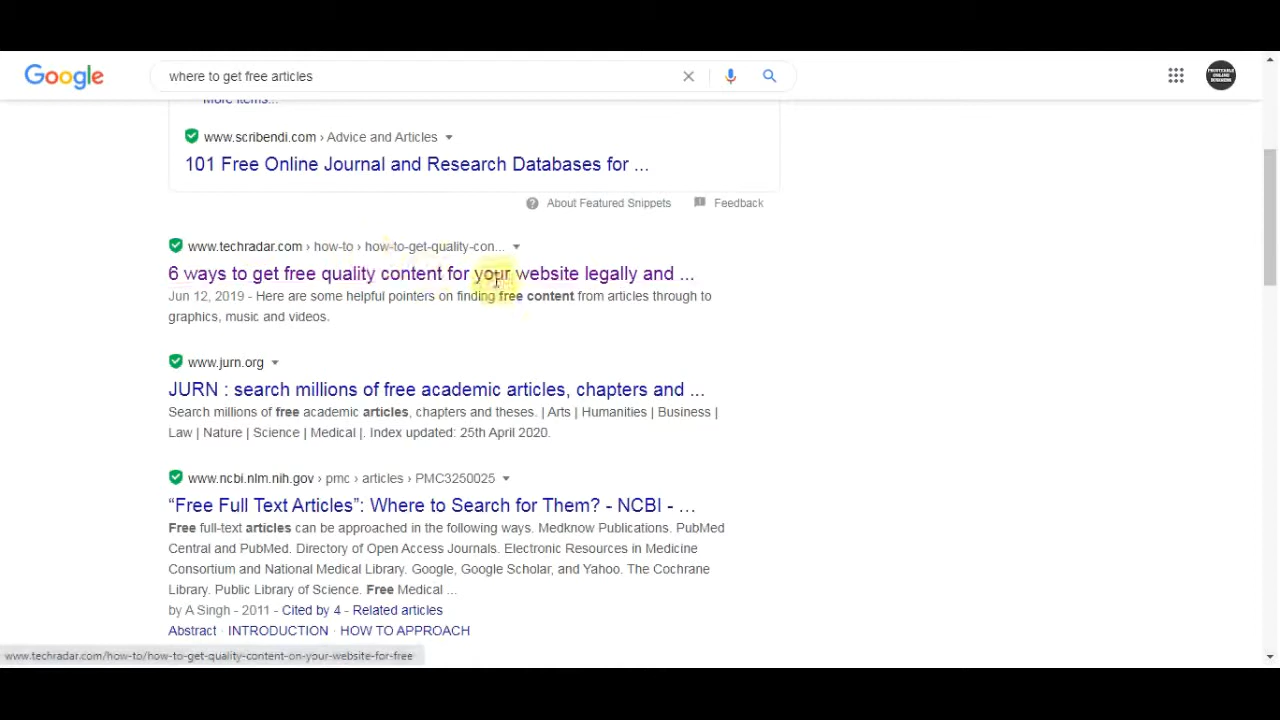 Google
where to get free articles
More items...
www.scribendi.com › Advice and Articles
101 Free Online Journal and Research Databases for ...
About Featured Snippets
Feedback
www.techradar.com › how-to › how-to-get-quality-con...
6 ways to get free quality content for your website legally and ...
Jun 12, 2019 - Here are some helpful pointers on finding free content from articles through to
graphics, music and videos.
www.jurn.org
JURN : search millions of free academic articles, chapters and ...
Search millions of free academic articles, chapters and theses. | Arts | Humanities | Business |
Law | Nature | Science | Medical |. Index updated: 25th April 2020.
www.ncbi.nlm.nih.gov › pmc › articles › PMC3250025
“Free Full Text Articles”: Where to Search for Them? - NCBI - ...
Free full-text articles can be approached in the following ways. Medknow Publications. PubMed
Central and PubMed. Directory of Open Access Journals. Electronic Resources in Medicine
Consortium and National Medical Library. Google, Google Scholar, and Yahoo. The Cochrane
Library. Public Library of Science. Free Medical ...
by A Singh - 2011 - Cited by 4 - Related articles
Abstract · INTRODUCTION · HOW TO APPROACH
www.techradar.com/how-to/how-to-get-quality-content-on-your-website-for-free